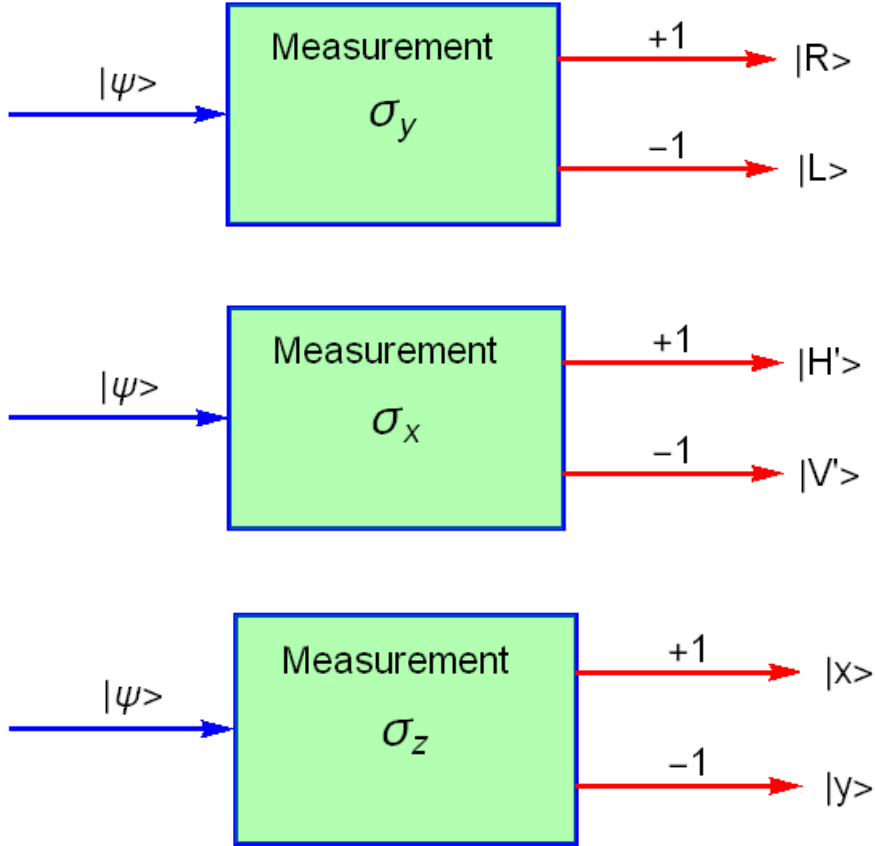 Measurement
+1
|R>
|ψ>
σy
−1
|L>
Measurement
+1
|H'>
|ψ>
σx
−1
|V'>
Measurement
+1
|x>
|ψ>
σz
−1
|y>